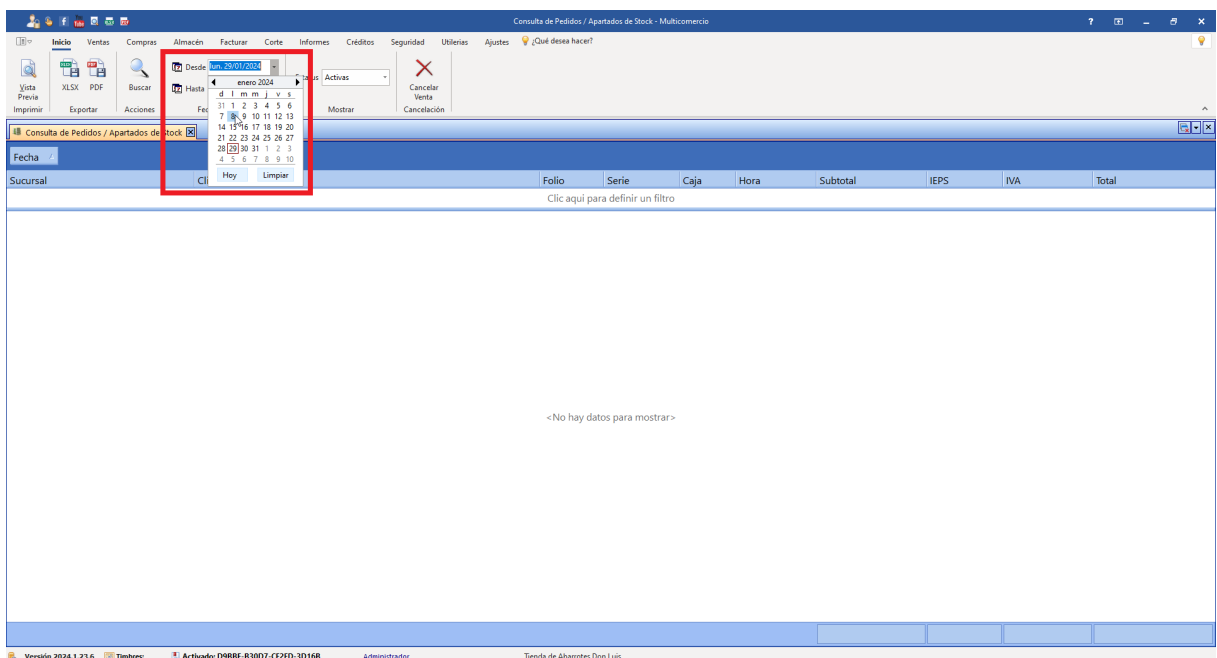 Consulta de Pedidos / Apartados de Stock - Multicomercio
Inicio Ventas Compras Almacén Facturar Corte Informes Créditos Seguridad Utilerias Ajustes ¿Qué desea hacer?
Vista Previa XLSX PDF Buscar Desde lun. 29/01/2024 Activas Cancelar Venta
Hasta
Imprimir Exportar Acciones Mostrar Cancelación
enero 2024
d l m m j v s
31 1 2 3 4 5 6
7 8 9 10 11 12 13
14 15 16 17 18 19 20
21 22 23 24 25 26 27
28 29 30 31 1 2 3
4 5 6 7 8 9 10
Hoy Limpiar
Consulta de Pedidos / Apartados de Stock
Fecha
Sucursal Folio Serie Caja Hora Subtotal IEPS IVA Total
Clic aqui para definir un filtro
<No hay datos para mostrar>
Versión 2024.1.23.6 Timbres: Activado: Administrador Tienda de Abarrotes Don Luis